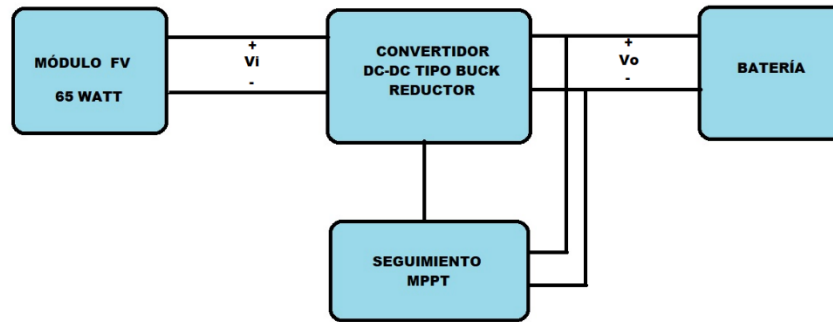 MÓDULO FV
65 WATT
+
Vi
-
CONVERTIDOR
DC-DC TIPO BUCK
REDUCTOR
+
Vo
-
BATERÍA
SEGUIMIENTO
MPPT